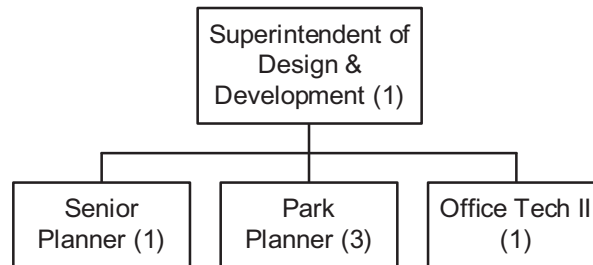 Superintendent of
Design &
Development (1)
Senior
Planner (1)
Park
Planner (3)
Office Tech II
(1)